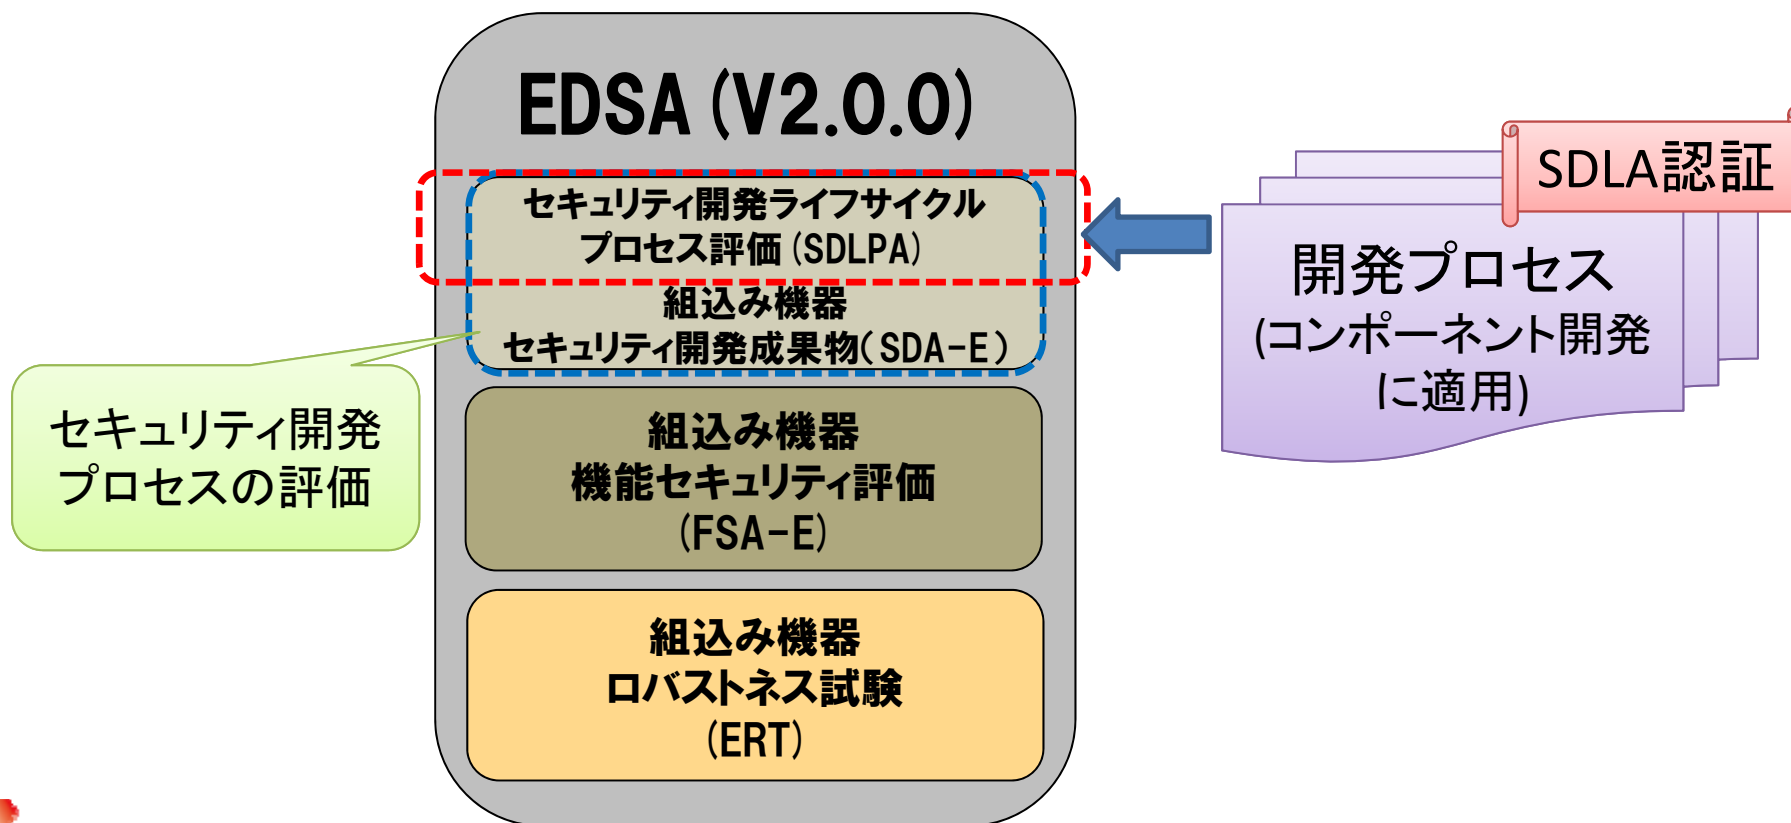 EDSA(V2.0.0)
セキュリティ開発ライフサイクル
プロセス評価(SDLPA)
組込み機器
セキュリティ開発成果物(SDA-E)
組込み機器
機能セキュリティ評価
(FSA-E)
組込み機器
ロバストネス試験
(ERT)
セキュリティ開発
プロセスの評価
SDLA認証
開発プロセス
(コンポーネント開発
に適用)